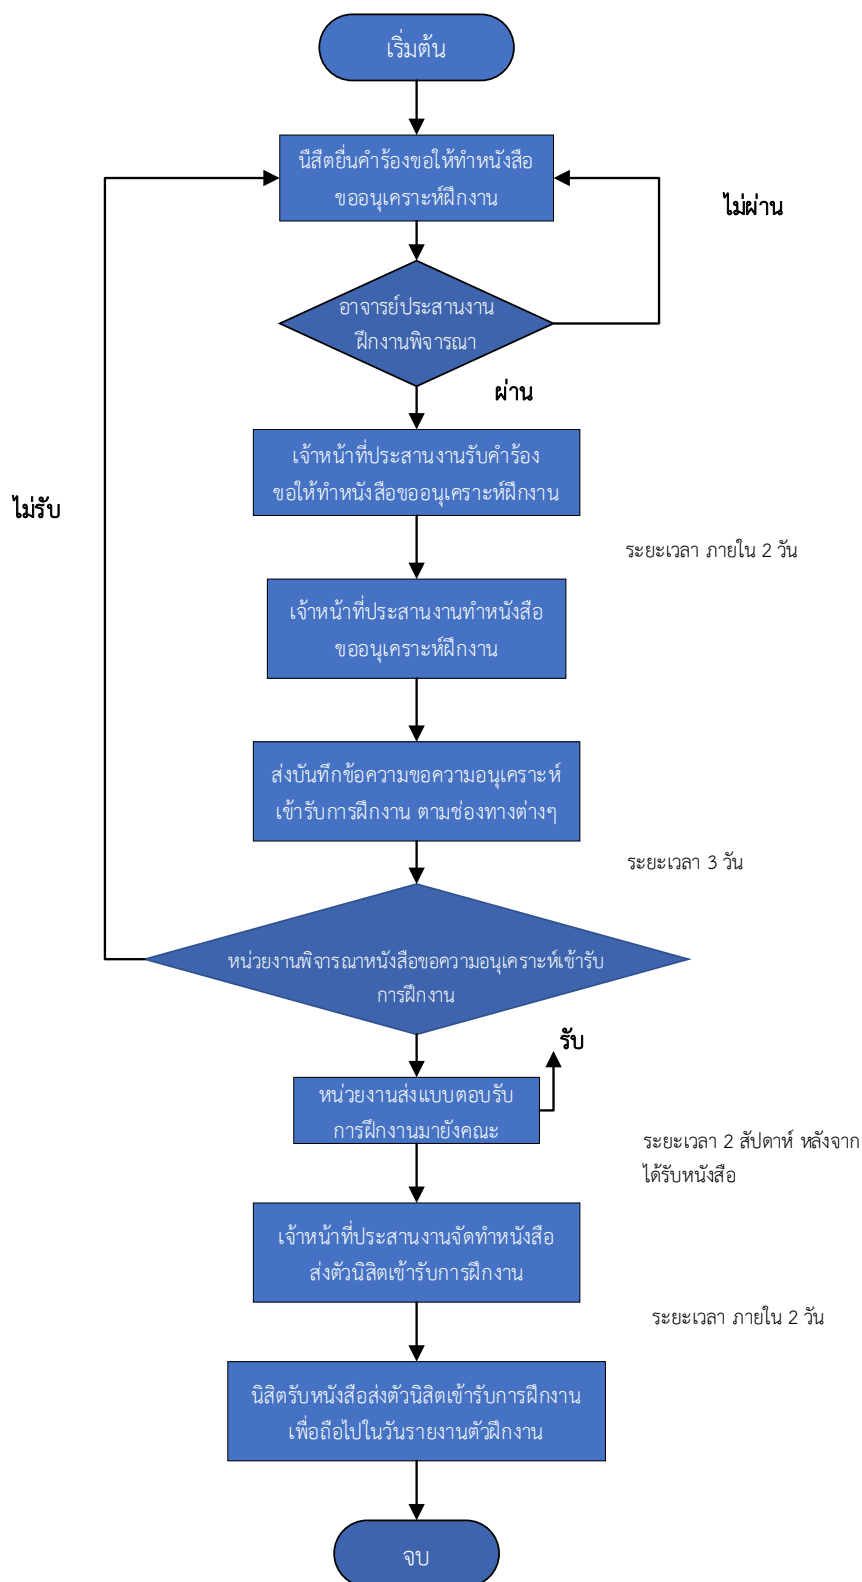 เริ่มต้น
นืสืตยื่นคำร้องขอให้ทำหนังสือ
ขออนุเคราะห์ฝึกงาน
ไม่ผ่าน
อาจารย์ประสานงาน
ฝึกงานพิจารณา
ผ่าน
เจ้าหน้าที่ประสานงานรับคำร้อง
ขอให้ทำหนังสือขออนุเคราะห์ฝึกงาน
ไม่รับ
ระยะเวลา ภายใน 2 วัน
เจ้าหน้าที่ประสานงานทำหนังสือ
ขออนุเคราะห์ฝึกงาน
ส่งบันทึกข้อความขอความอนุเคราะห์
เข้ารับการฝึกงาน ตามช่องทางต่างๆ
ระยะเวลา 3 วัน
หน่วยงานพิจารณาหนังสือขอความอนุเคราะห์เข้ารับ
การฝึกงาน
รับ
หน่วยงานส่งแบบตอบรับ
การฝึกงานมายังคณะ
ระยะเวลา 2 สัปดาห์ หลังจาก
ได้รับหนังสือ
เจ้าหน้าที่ประสานงานจัดทำหนังสือ
ส่งตัวนิสิตเข้ารับการฝึกงาน
ระยะเวลา ภายใน 2 วัน
นิสิตรับหนังสือส่งตัวนิสิตเข้ารับการฝึกงาน
เพื่อถือไปในวันรายงานตัวฝึกงาน
จบ